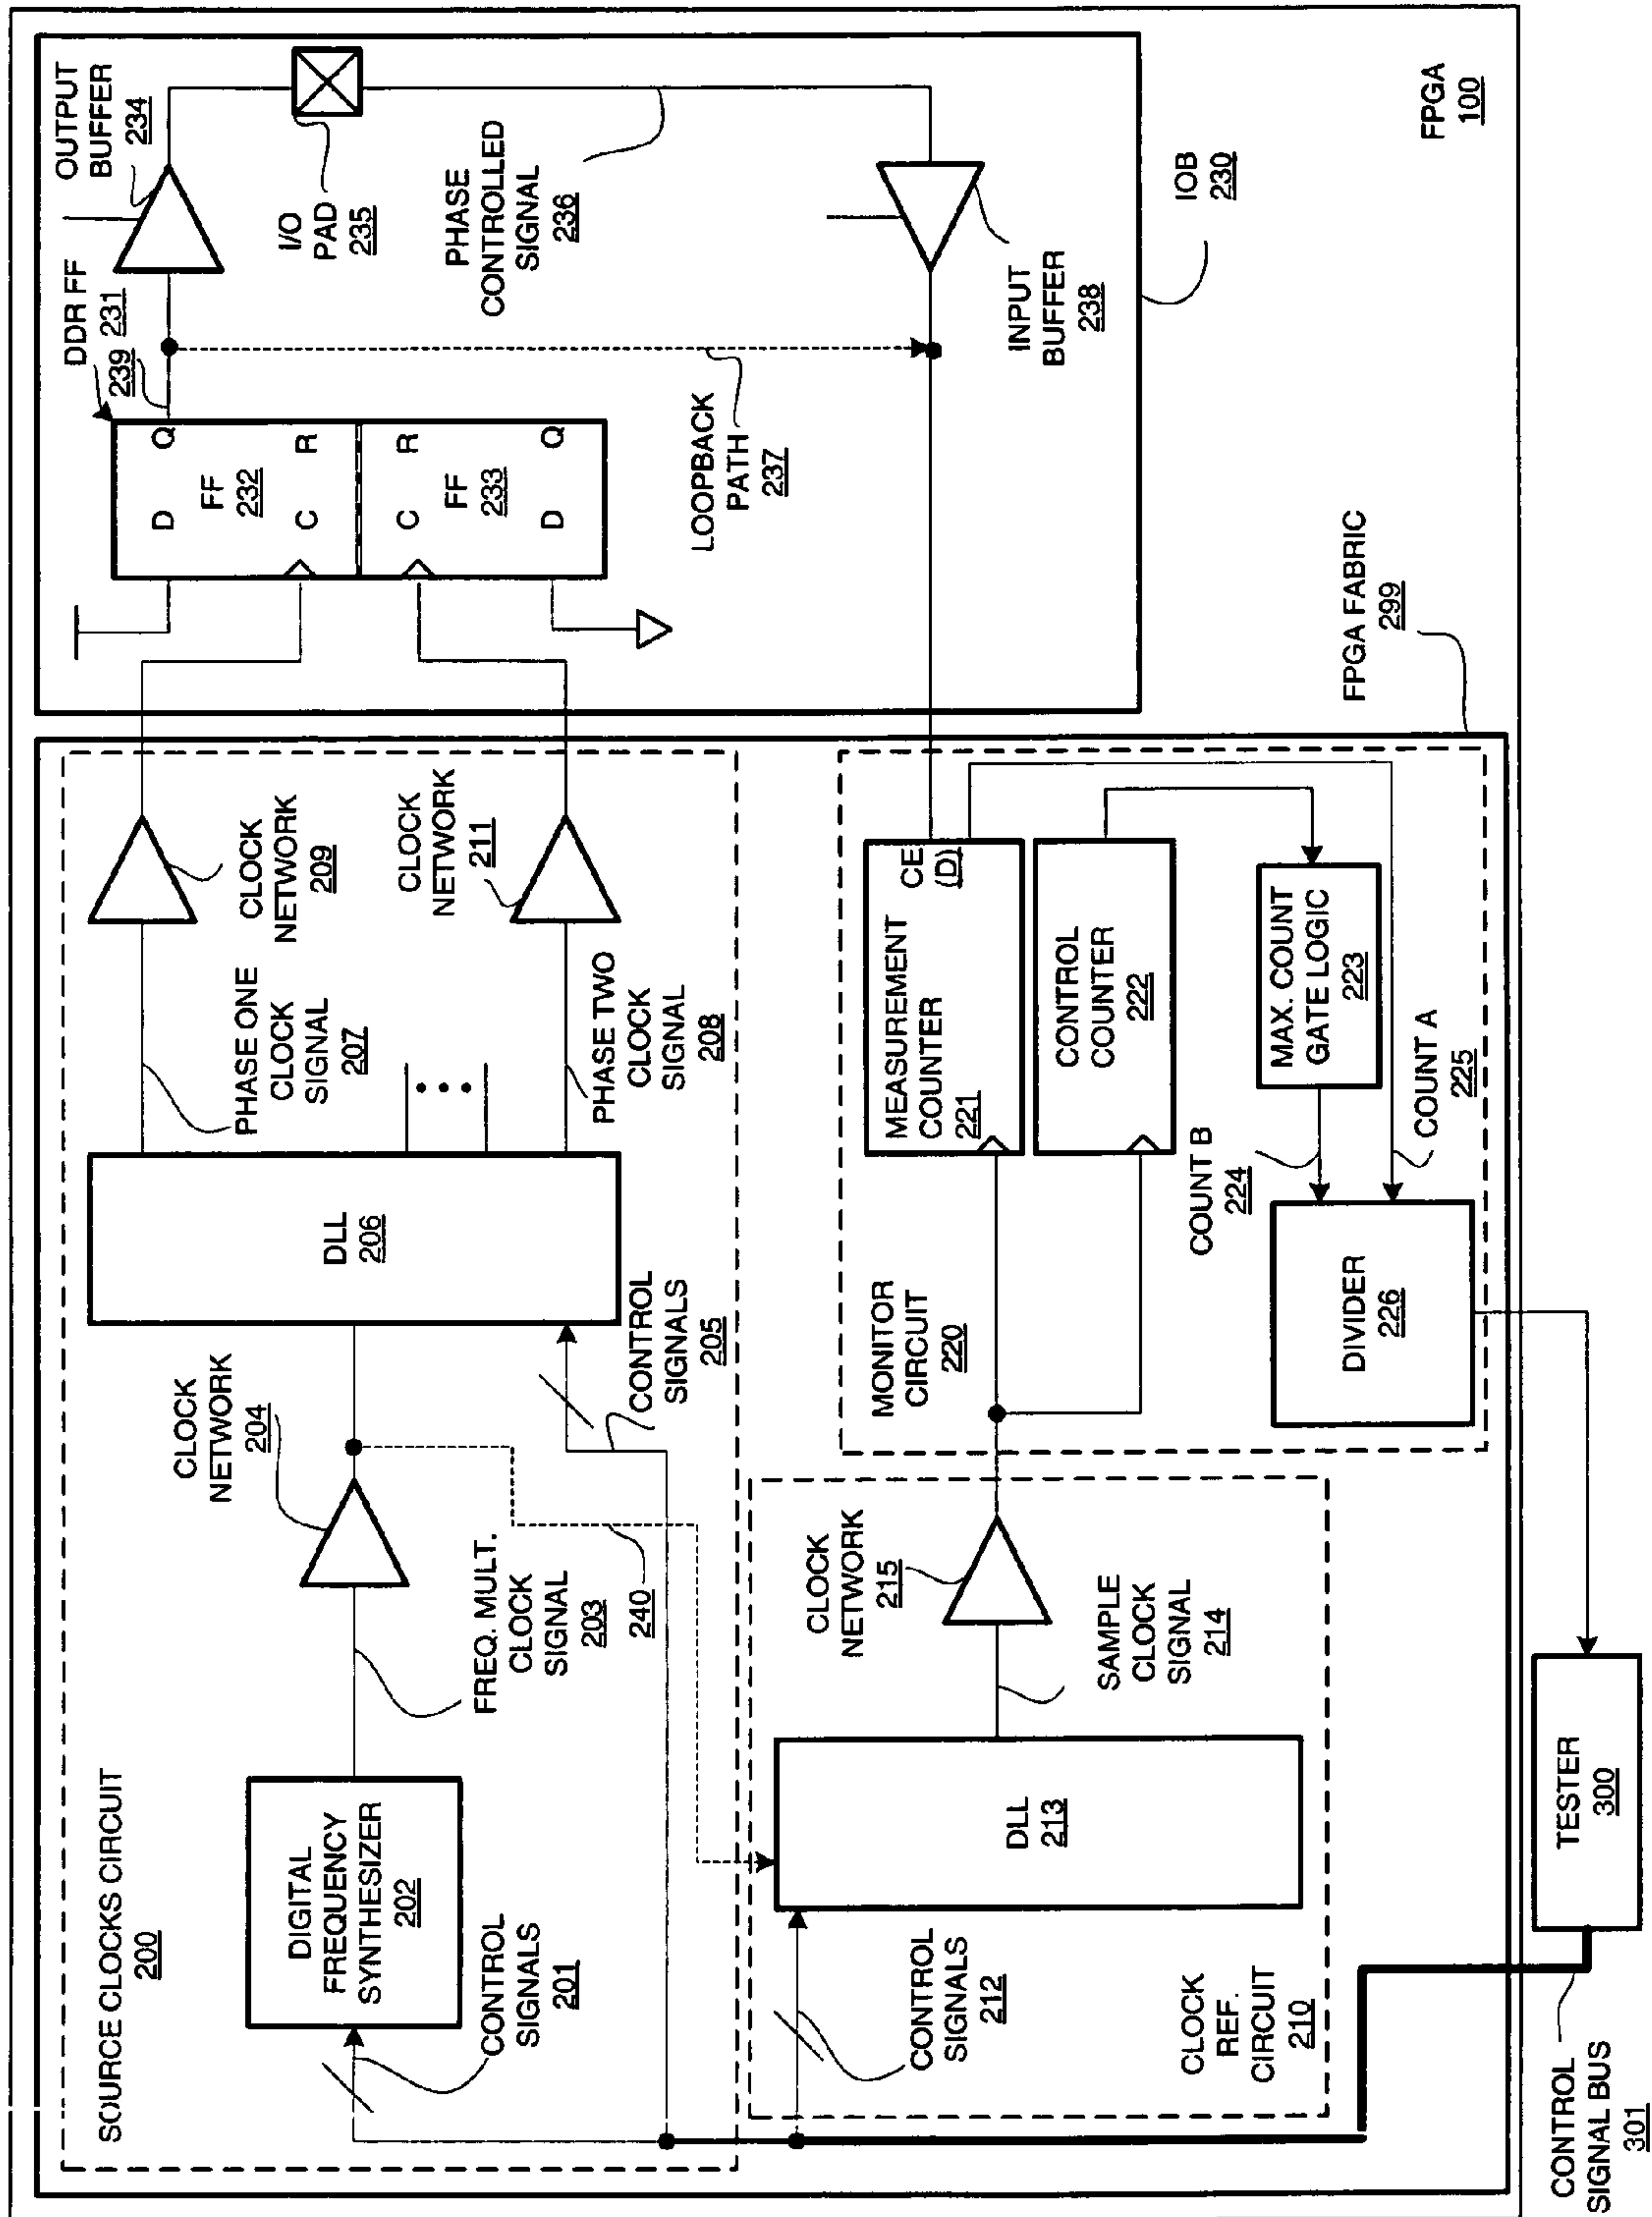 SOURCE CLOCKS CIRCUIT
200
DIGITAL
FREQUENCY
SYNTHESIZER
202
CONTROL
SIGNALS
201
FREQ. MULT.
CLOCK
SIGNAL
203
CLOCK
NETWORK
204
240
DLL
206
CONTROL
SIGNALS
205
PHASE ONE
CLOCK
SIGNAL
207
PHASE TWO
CLOCK
SIGNAL
208
CLOCK
NETWORK
209
CLOCK
NETWORK
211
DDR FF
231
239
D
Q
FF
232
C
R
C
R
FF
233
D
Q
OUTPUT
BUFFER
234
I/O
PAD
235
PHASE
CONTROLLED
SIGNAL
236
LOOPBACK
PATH
237
INPUT
BUFFER
238
IOB
230
FPGA
100
FPGA FABRIC
299
CONTROL
SIGNALS
212
DLL
213
CLOCK
REF.
CIRCUIT
210
SAMPLE
CLOCK
SIGNAL
214
CLOCK
NETWORK
215
MONITOR
CIRCUIT
220
MEASUREMENT
COUNTER
221
CE
(D)
CONTROL
COUNTER
222
MAX. COUNT
GATE LOGIC
223
COUNT B
224
COUNT A
225
DIVIDER
226
TESTER
300
CONTROL
SIGNAL BUS
301